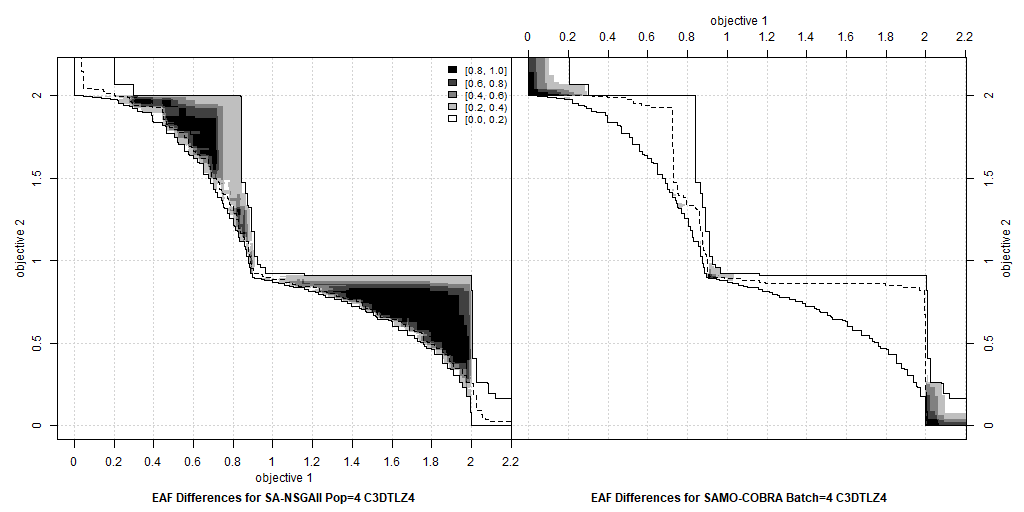 objective 1
0 0.2 0.4 0.6 0.8 1 1.2 1.4 1.6 1.8 2 2.2
[0.8, 1.0]
[0.6, 0.8)
[0.4, 0.6)
[0.2, 0.4)
[0.0, 0.2)
objective 2
2
1.5
1
0.5
0
2
1.5
1
0.5
0
objective 2
0 0.2 0.4 0.6 0.8 1 1.2 1.4 1.6 1.8 2 2.2
objective 1
EAF Differences for SA-NSGAII Pop=4 C3DTLZ4
EAF Differences for SAMO-COBRA Batch=4 C3DTLZ4